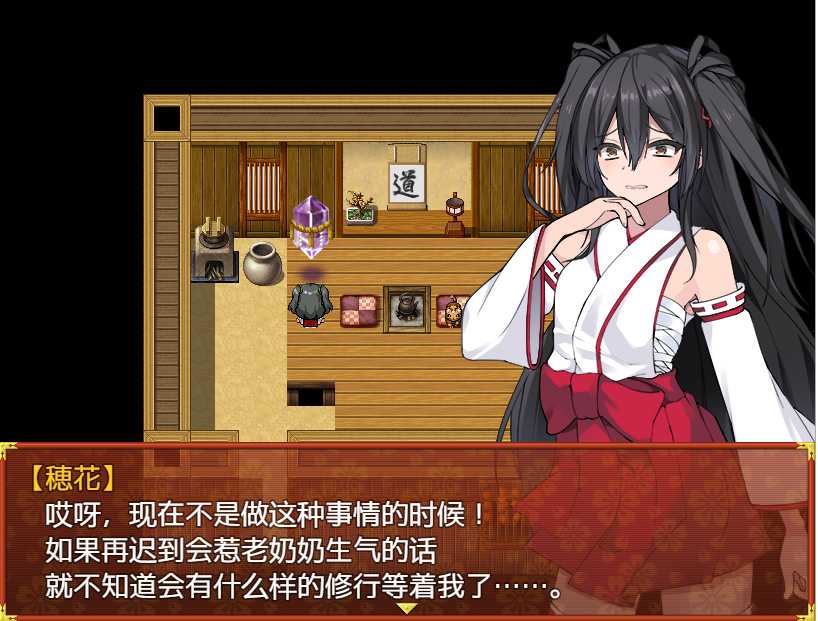 道
【穂花】
哎呀，现在不是做这种事情的时候！
如果再迟到会惹老奶奶生气的话
就不知道会有什么样的修行等着我了……。